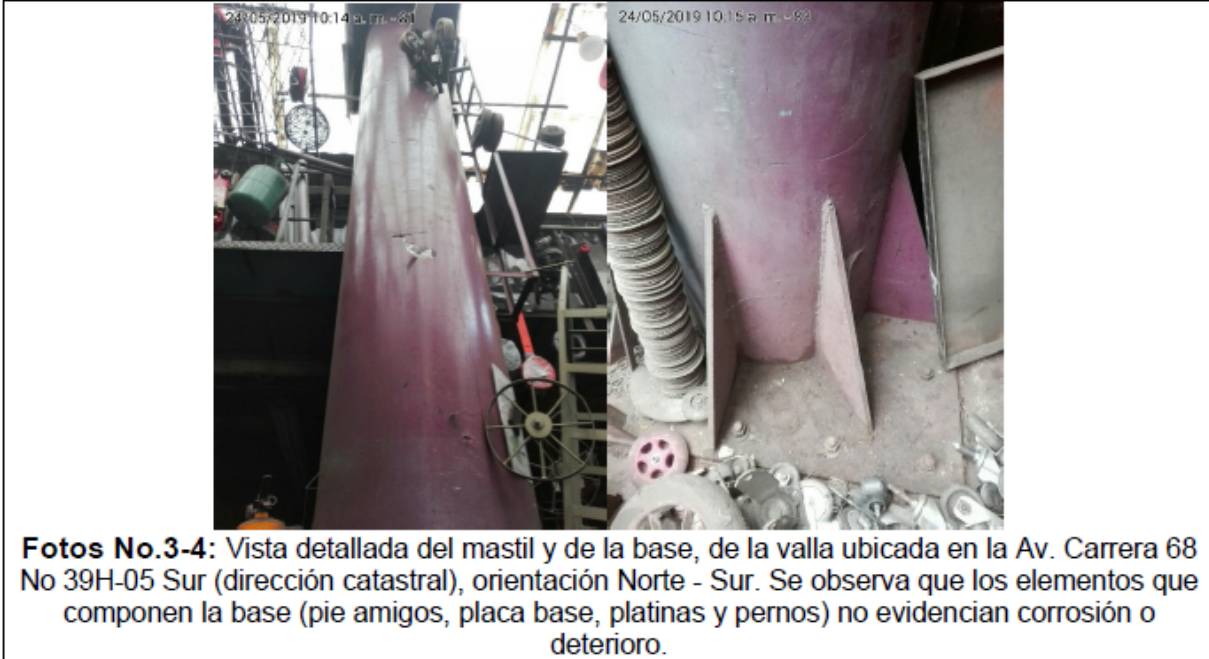 24/05/2019 10:14 a. m. - 81
24/05/2019 10:15 a. m. - 83
Fotos No.3-4: Vista detallada del mastil y de la base, de la valla ubicada en la Av. Carrera 68
No 39H-05 Sur (dirección catastral), orientación Norte - Sur. Se observa que los elementos que
componen la base (pie amigos, placa base, platinas y pernos) no evidencian corrosión o
deterioro.